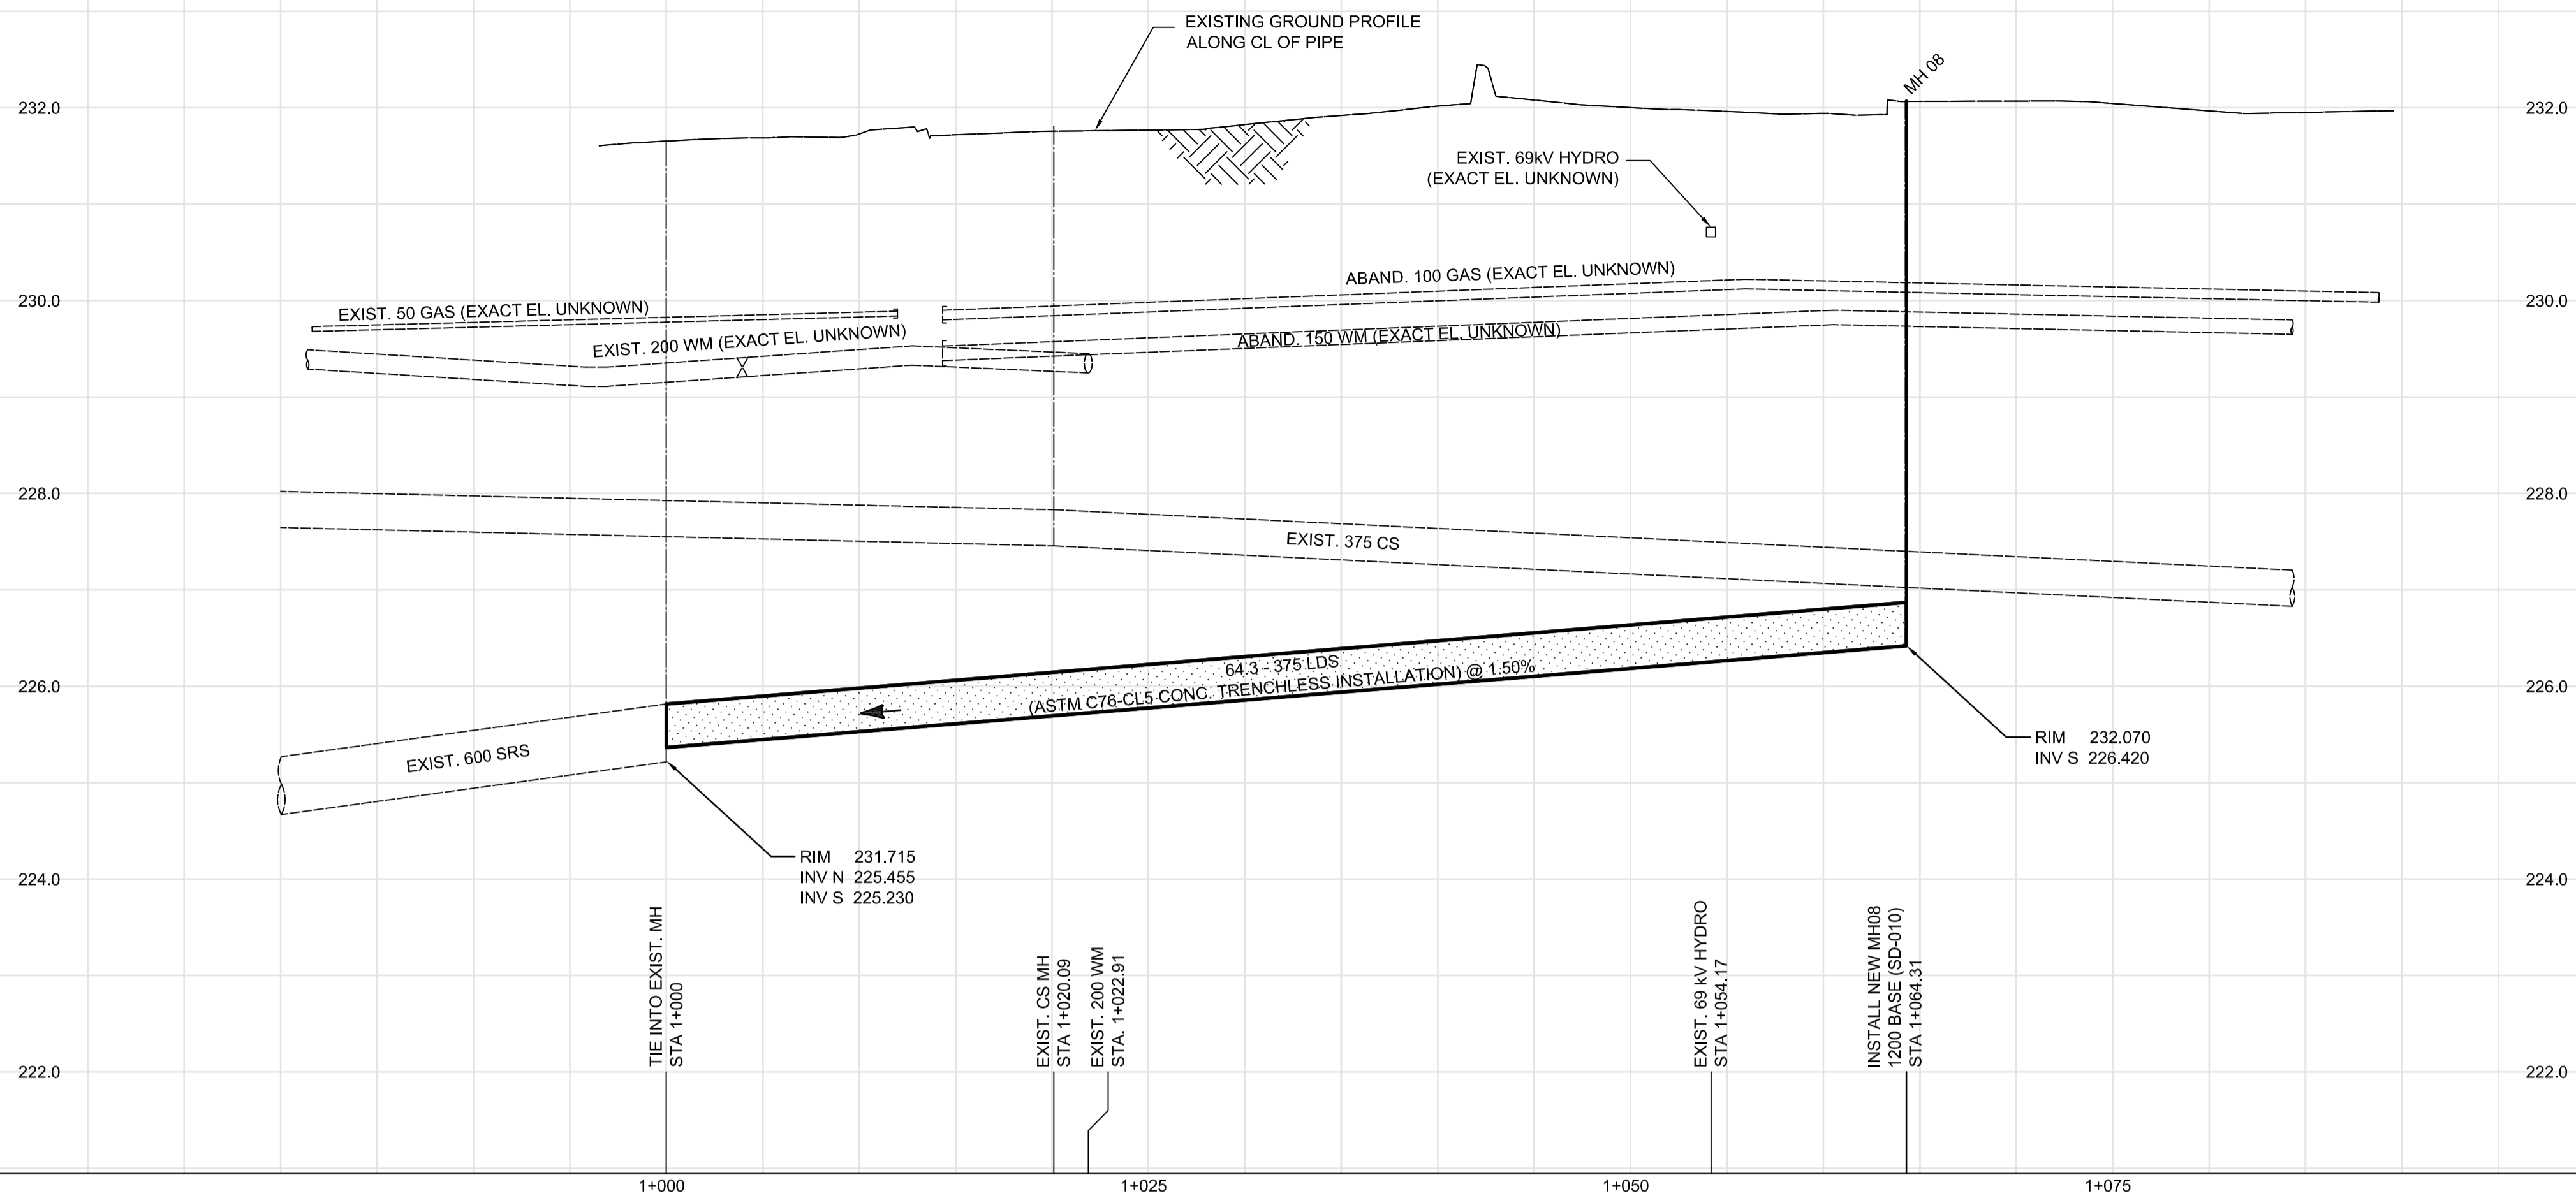 EXISTING GROUND PROFILE
ALONG CL OF PIPE
MH 08
232.0
232.0
EXIST. 69kV HYDRO
(EXACT EL. UNKNOWN)
ABAND. 100 GAS (EXACT EL. UNKNOWN)
230.0
230.0
EXIST. 50 GAS (EXACT EL. UNKNOWN)
EXIST. 200 WM (EXACT EL. UNKNOWN)
ABAND. 150 WM (EXACT EL. UNKNOWN)
228.0
228.0
EXIST. 375 CS
226.0
226.0
64.3 - 375 LDS
(ASTM C76-CL5 CONC. TRENCHLESS INSTALLATION) @ 1.50%
EXIST. 600 SRS
RIM 232.070
INV S 226.420
RIM 231.715
INV N 225.455
INV S 225.230
224.0
224.0
TIE INTO EXIST. MH
STA 1+000
EXIST. CS MH
STA 1+020.09
EXIST. 200 WM
STA. 1+022.91
EXIST. 69 kV HYDRO
STA 1+054.17
INSTALL NEW MH08
1200 BASE (SD-010)
STA 1+064.31
222.0
222.0
1+000
1+025
1+050
1+075